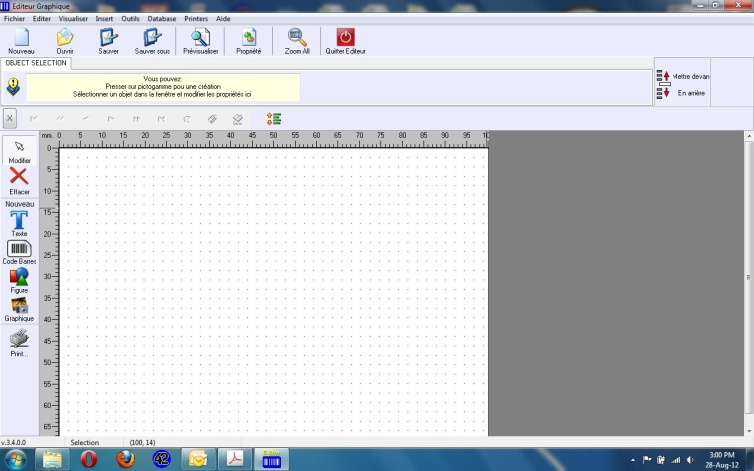 Editeur Graphique
Fichier Editer Visualiser Insert Outils Database Printers Aide
Nouveau Ouvrir Sauver Sauver sous Prévisualiser Propriété Zoom All Quitter Editeur
OBJECT SELECTION
Vous pouvez:
Presser sur pictogamme pou une création
Sélectionner un objet dans la fenêtre et modifier les propriétés ici
Mettre devan
En arrière
mm. 0 5 10 15 20 25 30 35 40 45 50 55 60 65 70 75 80 85 90 95 10
0
5
10
15
20
25
30
35
40
45
50
55
60
65
Modifier
Effacer
Nouveau
Texte
Code Barres
Figure
Graphique
Print...
v.3.4.0.0 Selection (100, 14)
42
3:00 PM
28-Aug-12